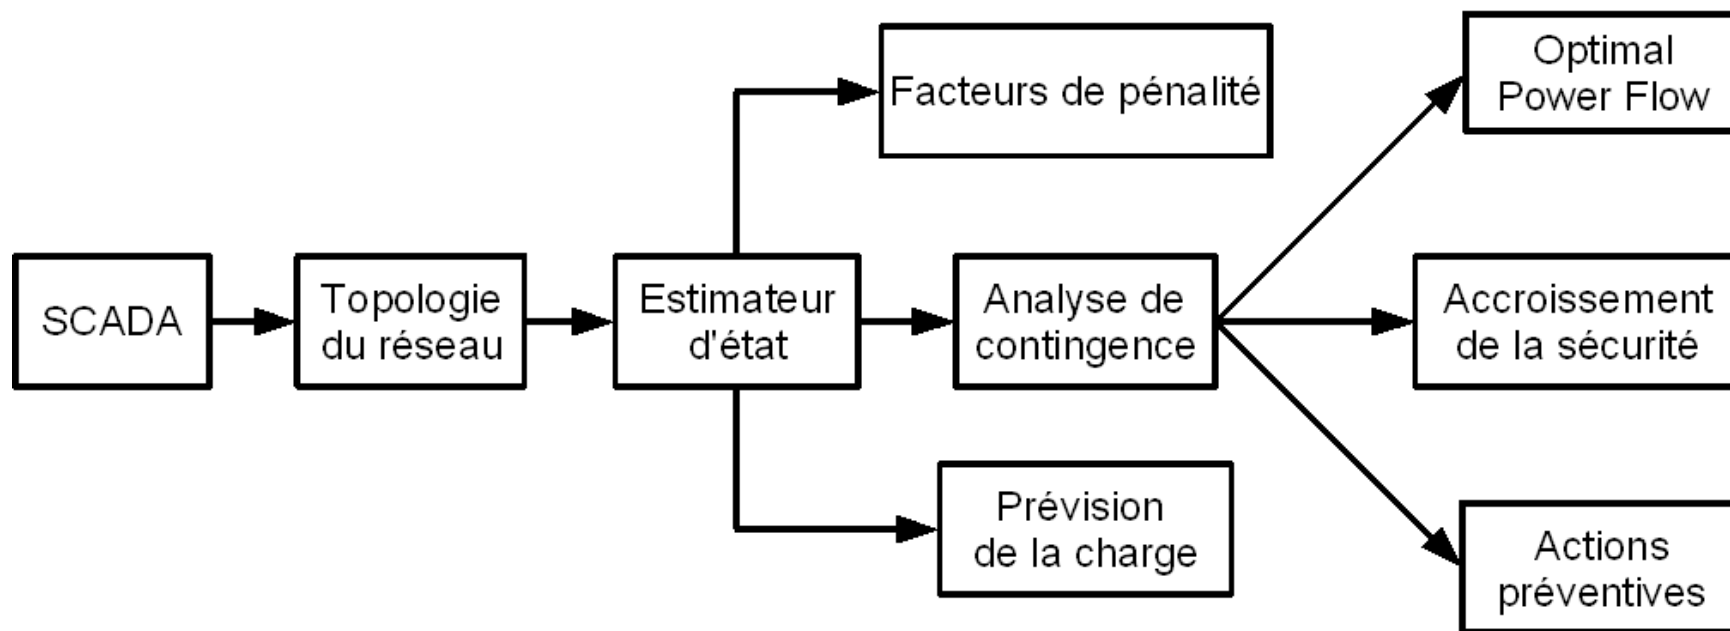 SCADA
Topologie
du réseau
Estimateur
d'état
Facteurs de pénalité
Analyse de
contingence
Prévision
de la charge
Optimal
Power Flow
Accroissement
de la sécurité
Actions
préventives